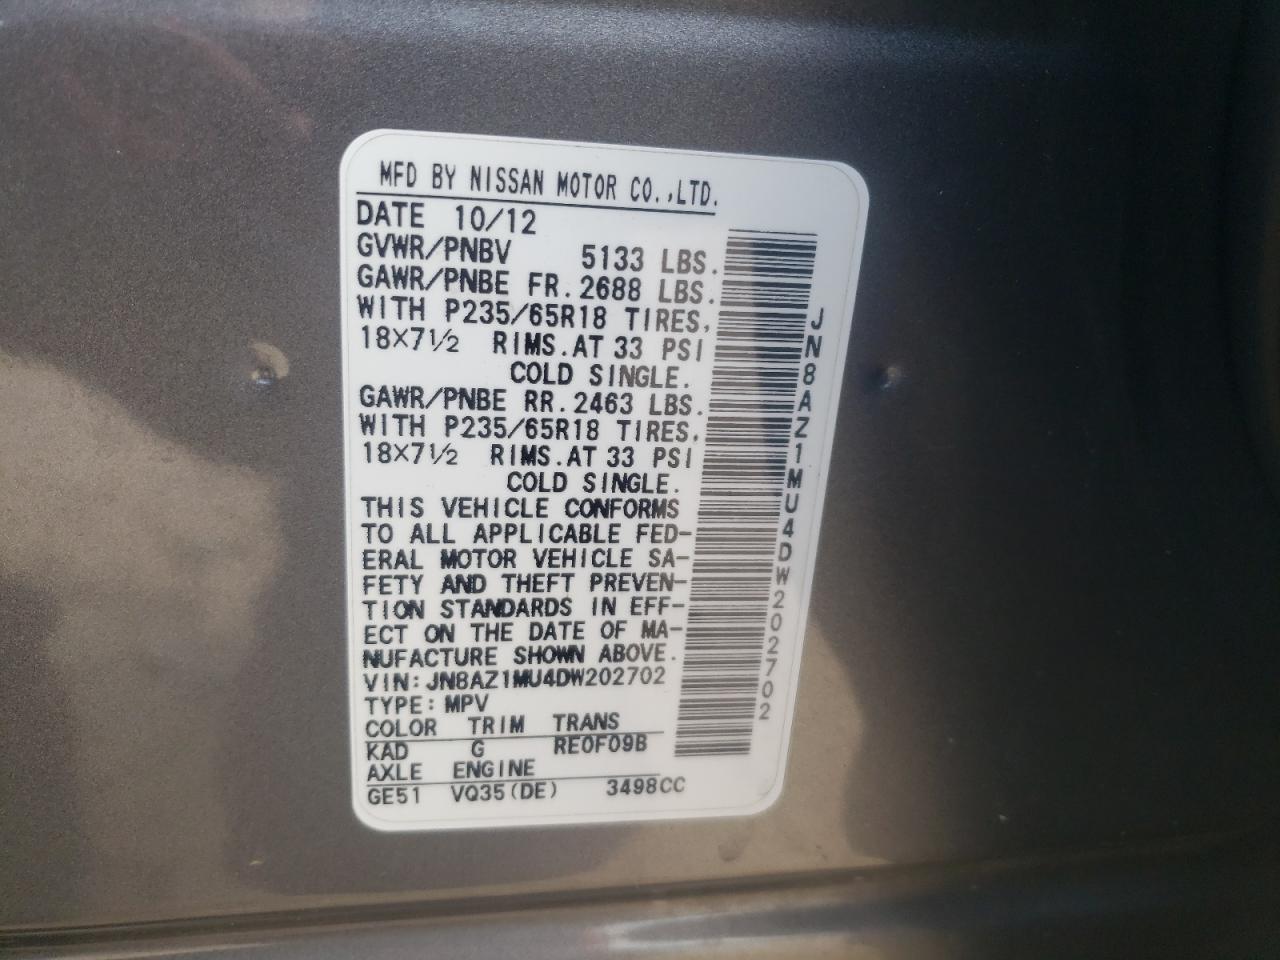 MFD BY NISSAN MOTOR CO.,LTD.
DATE 10/12
GVWR/PNBV 5133 LBS.
GAWR/PNBE FR. 2688 LBS.
WITH P235/65R18 TIRES,
18×7½ RIMS. AT 33 PSI
COLD SINGLE.
GAWR/PNBE RR. 2463 LBS.
WITH P235/65R18 TIRES,
18×7½ RIMS. AT 33 PSI
COLD SINGLE.
THIS VEHICLE CONFORMS
TO ALL APPLICABLE FED-
ERAL MOTOR VEHICLE SA-
FETY AND THEFT PREVEN-
TION STANDARDS IN EFF-
ECT ON THE DATE OF MA-
NUFACTURE SHOWN ABOVE.
VIN: JN8AZ1MU4DW202702
TYPE: MPV
COLOR TRIM TRANS
KAD G RE0F09B
AXLE ENGINE
GE51 VQ35(DE) 3498CC
JN8AZ1MU4DW202702